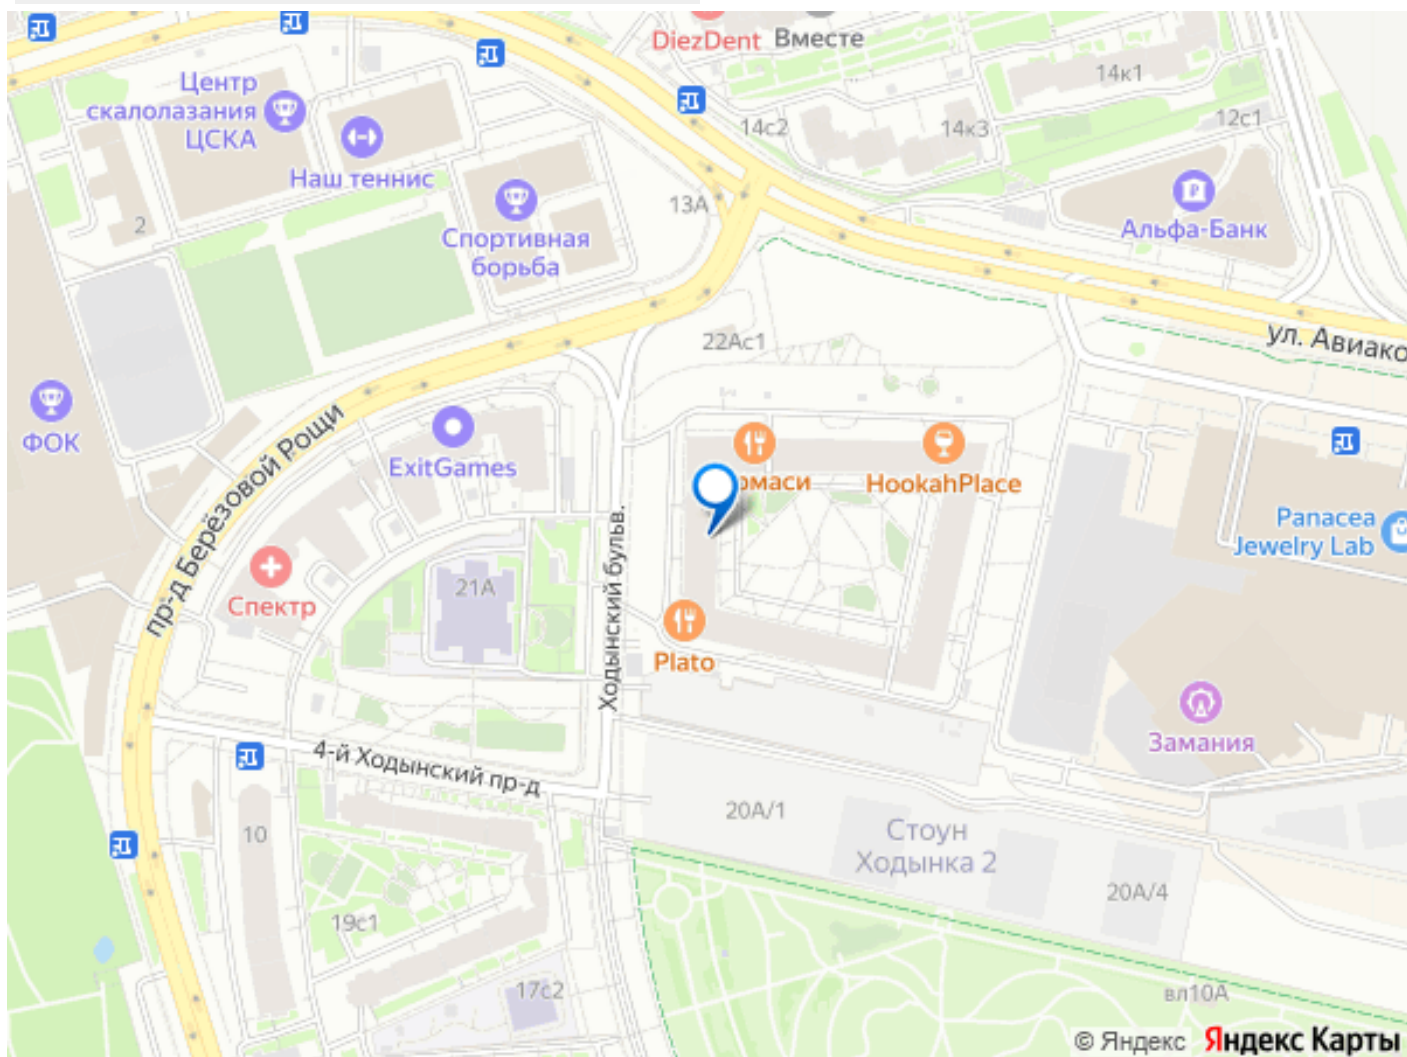 DiezDent
Вместе
Центр
скалолазания
ЦСКА
14к1
12с1
14с2
14к3
Наш теннис
13А
2
Спортивная
борьба
Альфа-Банк
22Ас1
ул. Авиако
ФОК
пр-д Берёзовой Рощи
ExitGames
омаси
HookahPlace
Panacea
Jewelry Lab
Спектр
21А
Ходынский бульв.
Plato
Замания
4-й Ходынский пр-д
20А/1
Стоун
Ходынка 2
10
20А/4
19с1
17с2
вл10А
© Яндекс Яндекс Карты